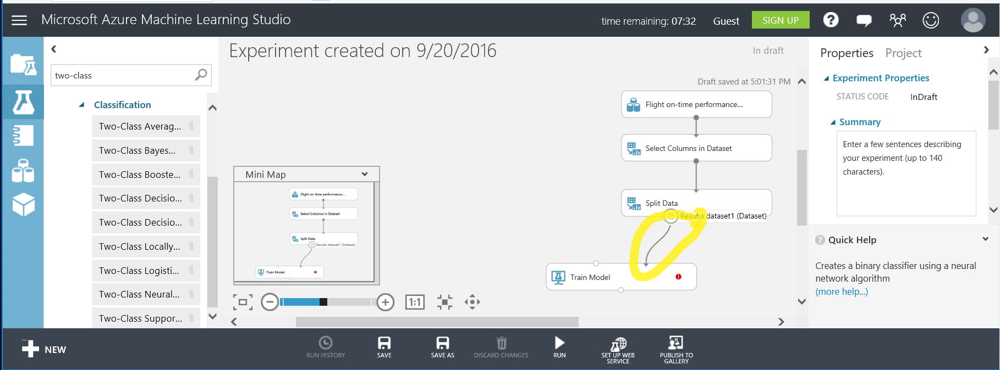 Microsoft Azure Machine Learning Studio
time remaining: 07:32
Guest
SIGN UP
two-class
Classification
Two-Class Averag...
Two-Class Bayes...
Two-Class Booste...
Two-Class Decisio...
Two-Class Decisio...
Two-Class Locally...
Two-Class Logisti...
Two-Class Neural...
Two-Class Suppor...
Experiment created on 9/20/2016
In draft
Draft saved at 5:01:31 PM
Flight on-time performance...
Select Columns in Dataset
Split Data
Results dataset1 (Dataset)
Train Model
Mini Map
Flight on-time performance...
Select Columns in Dataset
Split Data
Results dataset1 (Dataset)
Train Model
1:1
Properties
Project
Experiment Properties
STATUS CODE
InDraft
Summary
Enter a few sentences describing
your experiment (up to 140
characters).
Quick Help
Creates a binary classifier using a neural
network algorithm
(more help...)
NEW
RUN HISTORY
SAVE
SAVE AS
DISCARD CHANGES
RUN
SET UP WEB
SERVICE
PUBLISH TO
GALLERY